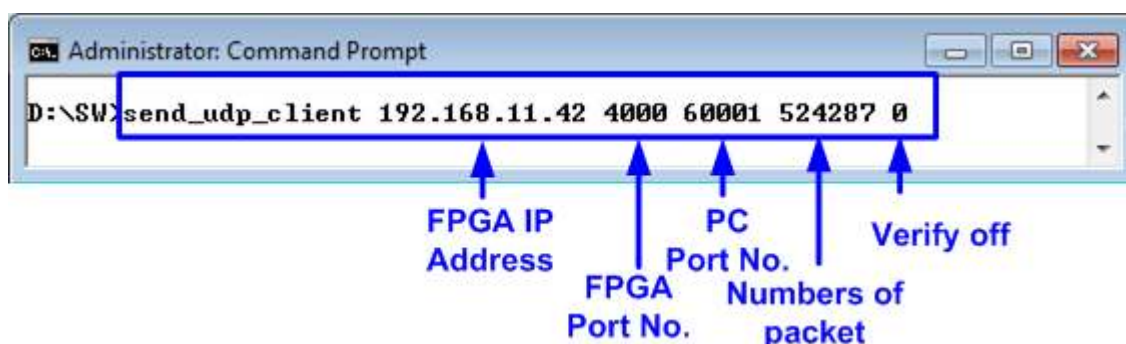 Administrator: Command Prompt
D:\SW>send_udp_client 192.168.11.42 4000 60001 524287 0
FPGA IP
Address
FPGA
Port No.
PC
Port No.
Numbers of
packet
Verify off